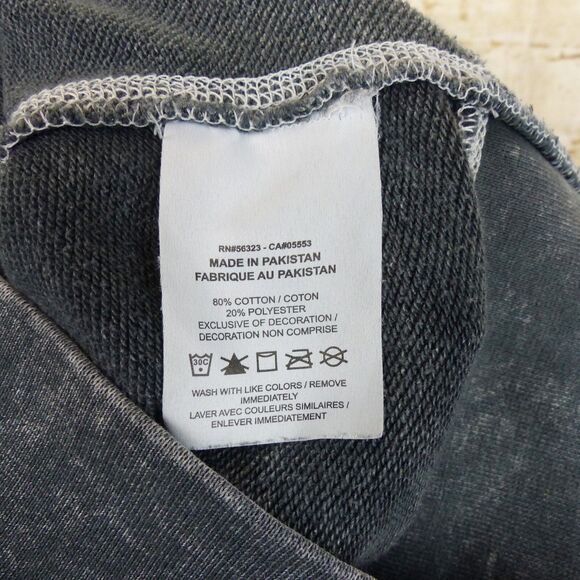 RN#56323 - CA#05553
MADE IN PAKISTAN
FABRIQUE AU PAKISTAN
80% COTTON / COTON
20% POLYESTER
EXCLUSIVE OF DECORATION /
DECORATION NON COMPRISE
30C
WASH WITH LIKE COLORS / REMOVE
IMMEDIATELY
LAVER AVEC COULEURS SIMILAIRES /
ENLEVER IMMEDIATEMENT